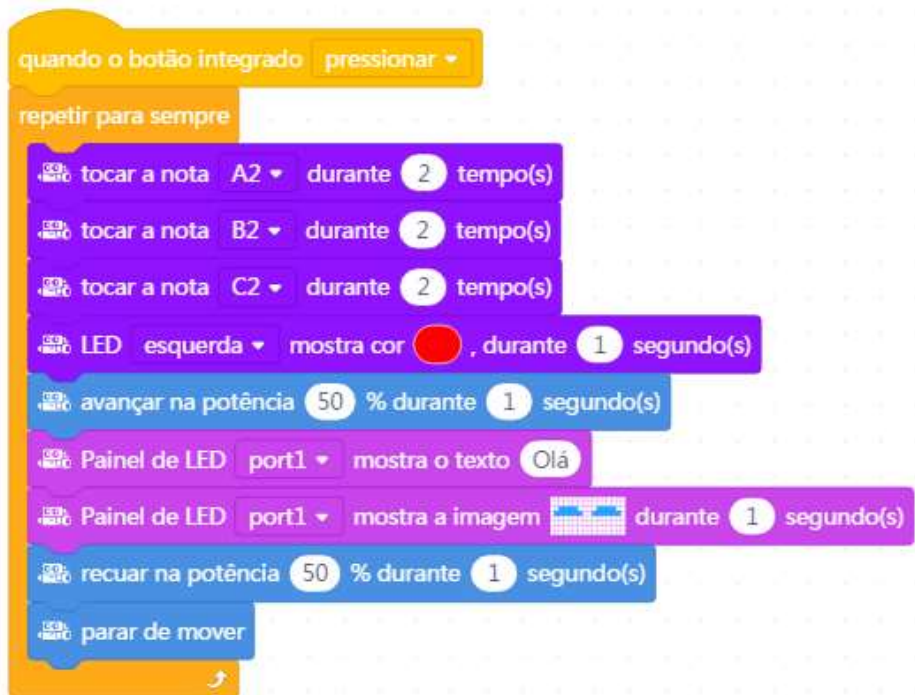 quando o botão integrado pressionar
repetir para sempre
tocar a nota A2 durante 2 tempo(s)
tocar a nota B2 durante 2 tempo(s)
tocar a nota C2 durante 2 tempo(s)
LED esquerda mostra cor , durante 1 segundo(s)
avançar na potência 50 % durante 1 segundo(s)
Painel de LED port1 mostra o texto Olá
Painel de LED port1 mostra a imagem durante 1 segundo(s)
recuar na potência 50 % durante 1 segundo(s)
parar de mover